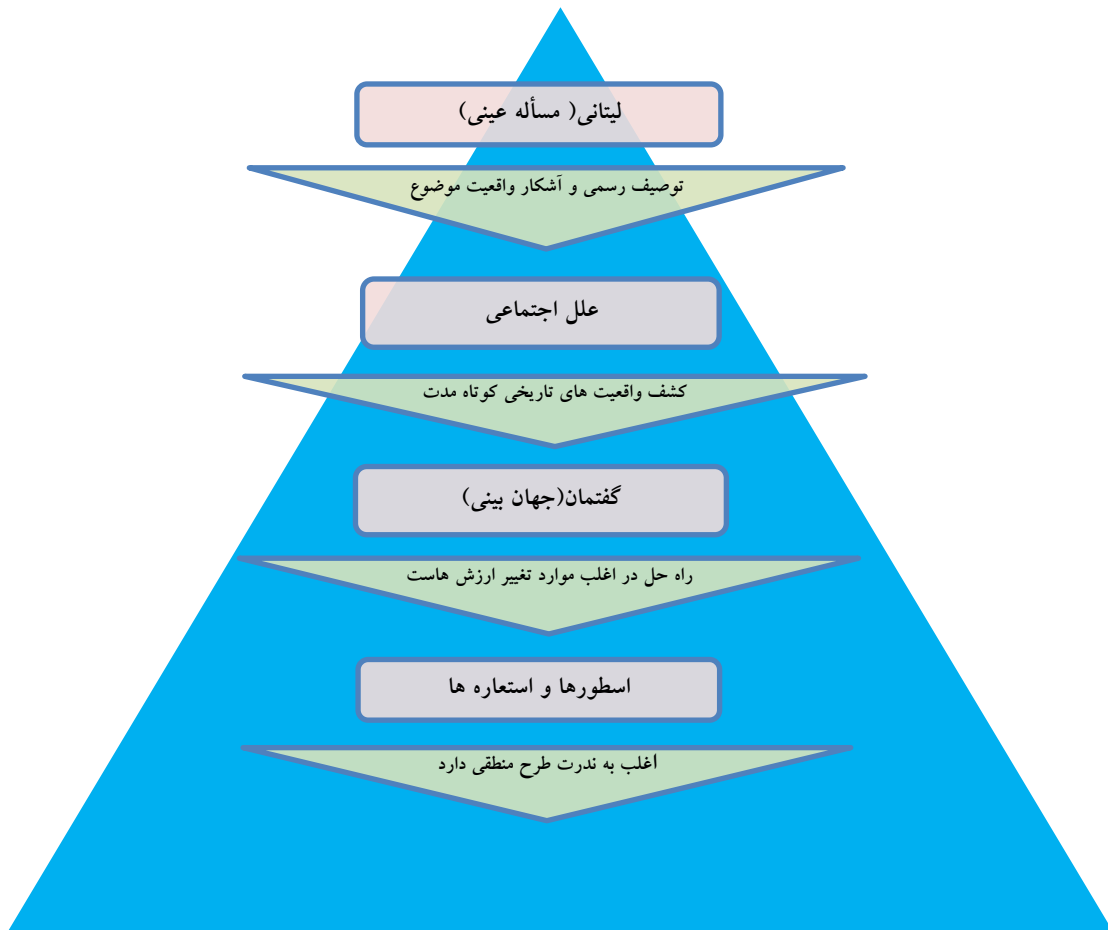 لیتانی( مسأله عینی)
توصیف رسمی و آشکار واقعیت موضوع
علل اجتماعی
کشف واقعیت های تاریخی کوتاه مدت
گفتمان(جهان بینی)
راه حل در اغلب موارد تغییر ارزش هاست
اسطورها و استعاره ها
اغلب به ندرت طرح منطقی دارد